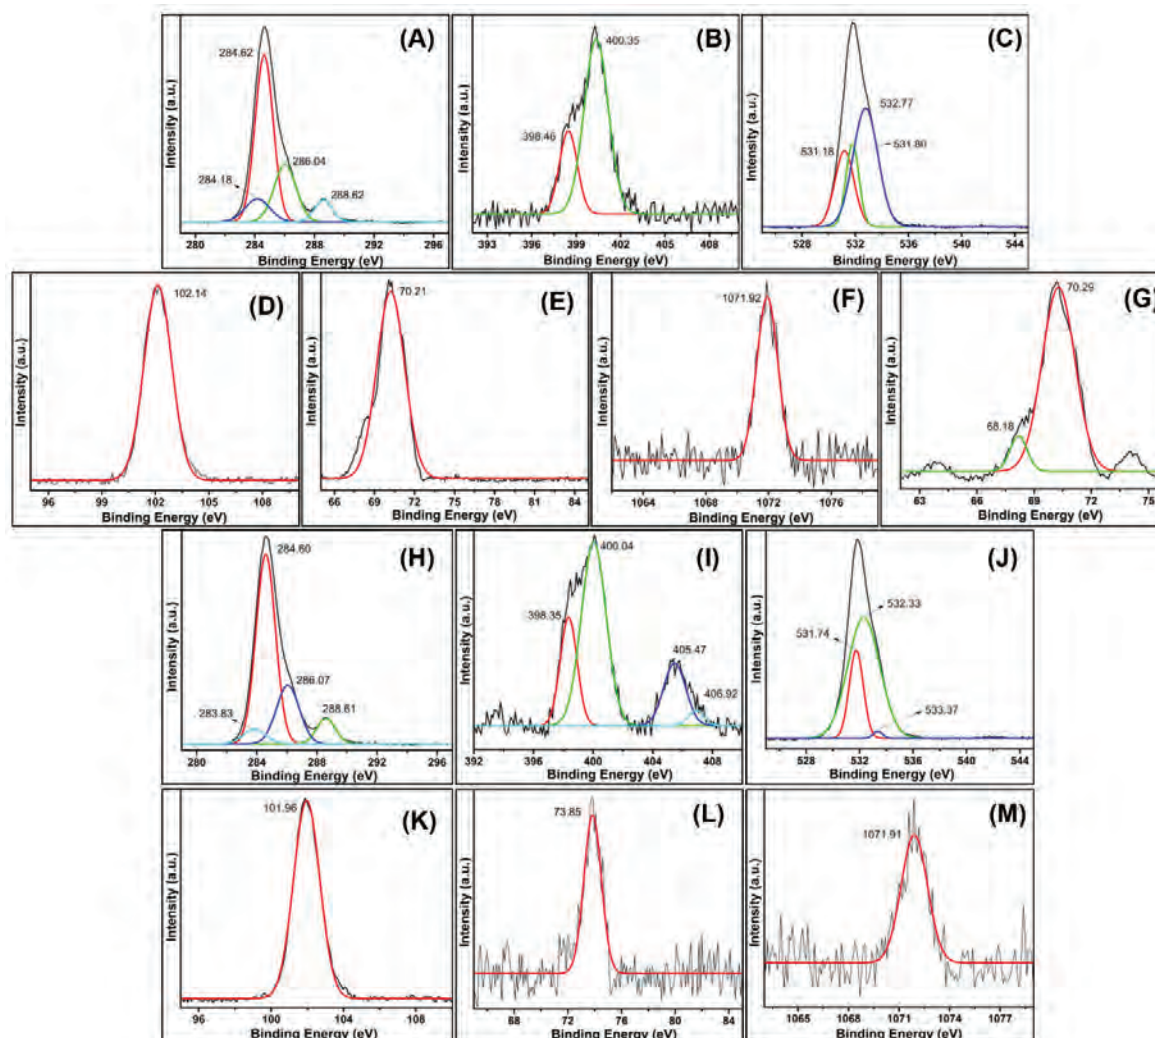 (A)
284.62
284.18
286.04
288.62
Intensity (a.u.)
280 284 288 292 296
Binding Energy (eV)
(B)
400.35
398.46
Intensity (a.u.)
393 396 399 402 405 408
Binding Energy (eV)
(C)
532.77
531.80
531.18
Intensity (a.u.)
528 532 536 540 544
Binding Energy (eV)
(D)
102.14
Intensity (a.u.)
96 99 102 105 108
Binding Energy (eV)
(E)
70.21
Intensity (a.u.)
66 69 72 75 78 81 84
Binding Energy (eV)
(F)
1071.92
Intensity (a.u.)
1064 1068 1072 1076
Binding Energy (eV)
(G)
70.29
68.18
Intensity (a.u.)
63 66 69 72 75
Binding Energy (eV)
(H)
284.60
286.07
283.83
288.61
Intensity (a.u.)
280 284 288 292 296
Binding Energy (eV)
(I)
400.04
398.35
405.47
406.92
Intensity (a.u.)
392 396 400 404 408
Binding Energy (eV)
(J)
532.33
531.74
533.37
Intensity (a.u.)
528 532 536 540 544
Binding Energy (eV)
(K)
101.96
Intensity (a.u.)
96 100 104 108
Binding Energy (eV)
(L)
73.85
Intensity (a.u.)
68 72 76 80 84
Binding Energy (eV)
(M)
1071.91
Intensity (a.u.)
1065 1068 1071 1074 1077
Binding Energy (eV)